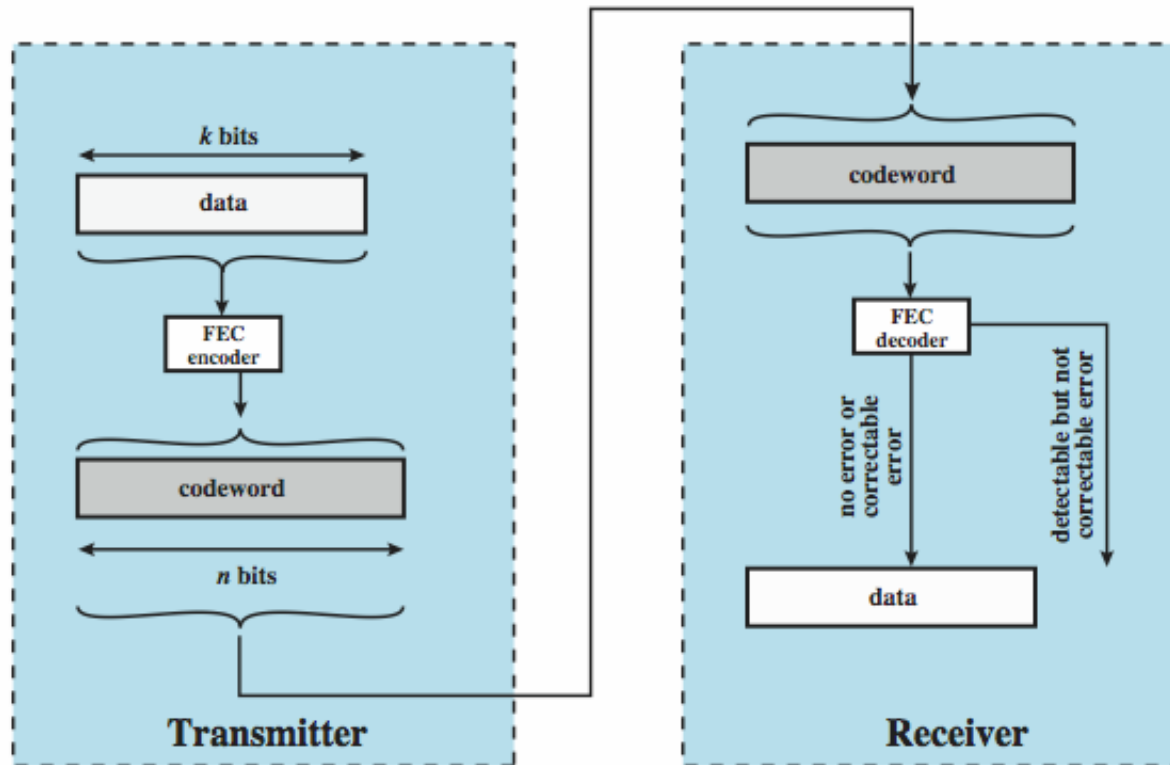 k bits
data
FEC
encoder
codeword
n bits
Transmitter
codeword
FEC
decoder
no error or
correctable
error
detectable but not
correctable error
data
Receiver